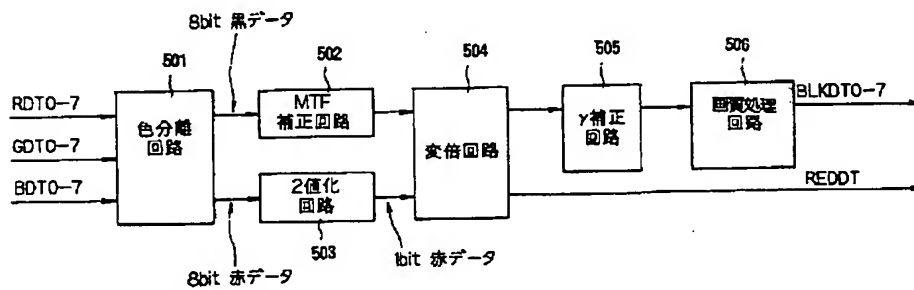 8bit 黒データ
501
502
504
505
506
RDT0-7
GDT0-7
BDT0-7
色分離
回路
MTF
補正回路
2値化
回路
503
変倍回路
γ補正
回路
画質処理
回路
BLKDT0-7
REDDT
8bit 赤データ
1bit 赤データ